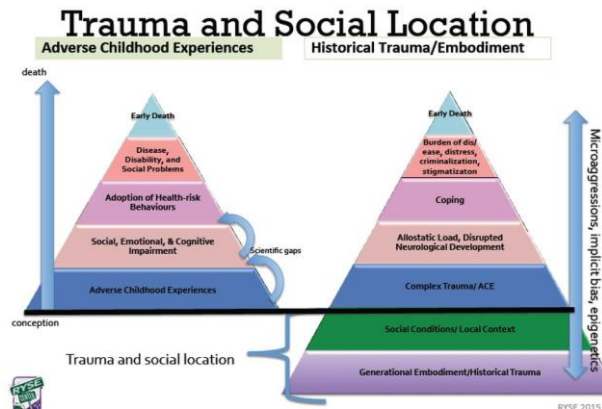 Trauma and Social Location
Adverse Childhood Experiences
Historical Trauma/Embodiment
death
Early Death
Disease,
Disability, and
Social Problems
Adoption of Health-risk
Behaviours
Social, Emotional, & Cognitive
Impairment
Scientific gaps
Adverse Childhood Experiences
conception
Early Death
Burden of dis/
ease, distress,
criminalization,
stigmatizaton
Coping
Allostatic Load, Disrupted
Neurological Development
Complex Trauma/ ACE
Social Conditions/ Local Context
Generational Embodiment/Historical Trauma
Microaggressions, implicit bias, epigenetics
Trauma and social location
RYSE
CENTER
RYSE 2015